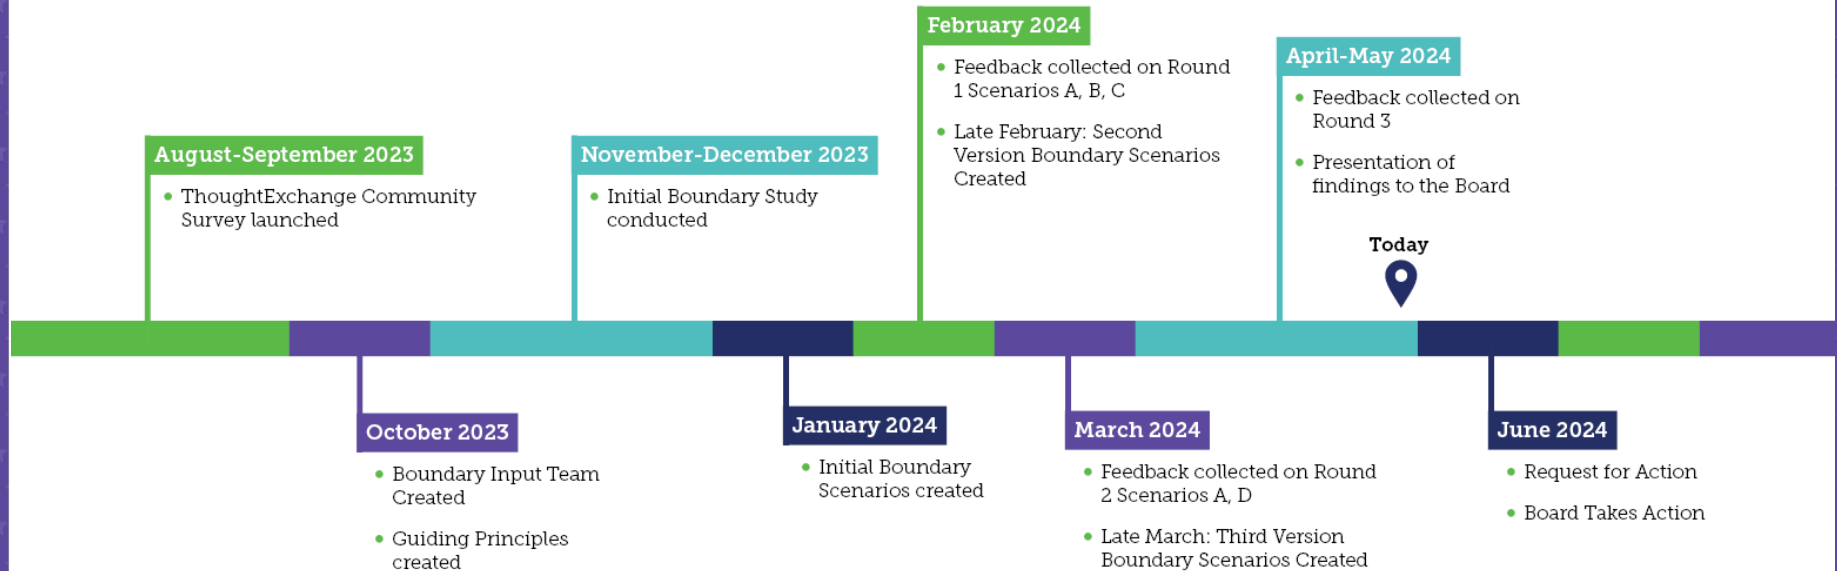 August-September 2023
ThoughtExchange Community
Survey launched
October 2023
Boundary Input Team
Created
Guiding Principles
created
November-December 2023
Initial Boundary Study
conducted
January 2024
Initial Boundary
Scenarios created
February 2024
Feedback collected on Round
1 Scenarios A, B, C
Late February: Second
Version Boundary Scenarios
Created
March 2024
Feedback collected on Round
2 Scenarios A, D
Late March: Third Version
Boundary Scenarios Created
April-May 2024
Feedback collected on
Round 3
Presentation of
findings to the Board
Today
June 2024
Request for Action
Board Takes Action